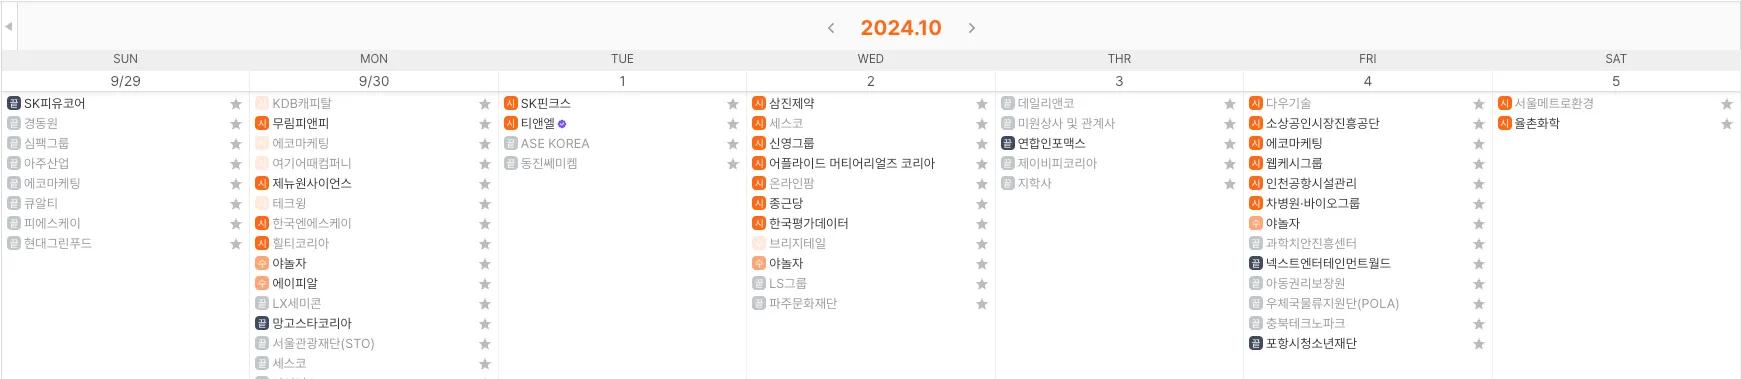 2024.10
SUN MON TUE WED THR FRI SAT
9/29 9/30 1 2 3 4 5
끝 SK피유코어
끝 경동원
끝 심팩그룹
끝 아주산업
끝 에코마케팅
끝 큐알티
끝 피에스케이
끝 현대그린푸드
시 KDB캐피탈
시 무림피앤피
시 에코마케팅
시 여기어때컴퍼니
시 제뉴원사이언스
시 테크윙
시 한국엔에스케이
시 힐티코리아
수 야놀자
수 에이피알
끝 LX세미콘
끝 망고스타코리아
끝 서울관광재단(STO)
끝 세스코
시 SK핀크스
시 티앤엘
끝 ASE KOREA
끝 동진쎄미켐
시 삼진제약
시 세스코
시 신영그룹
시 어플라이드 머티어리얼즈 코리아
시 온라인팜
시 종근당
시 한국평가데이터
수 브리지테일
수 야놀자
끝 LS그룹
끝 파주문화재단
끝 데일리앤코
끝 미원상사 및 관계사
끝 연합인포맥스
끝 제이비피코리아
끝 지학사
시 다우기술
시 소상공인시장진흥공단
시 에코마케팅
시 웹케시그룹
시 인천공항시설관리
시 차병원·바이오그룹
수 야놀자
끝 과학치안진흥센터
끝 넥스트엔터테인먼트월드
끝 아동권리보장원
끝 우체국물류지원단(POLA)
끝 충북테크노파크
끝 포항시청소년재단
시 서울메트로환경
시 율촌화학